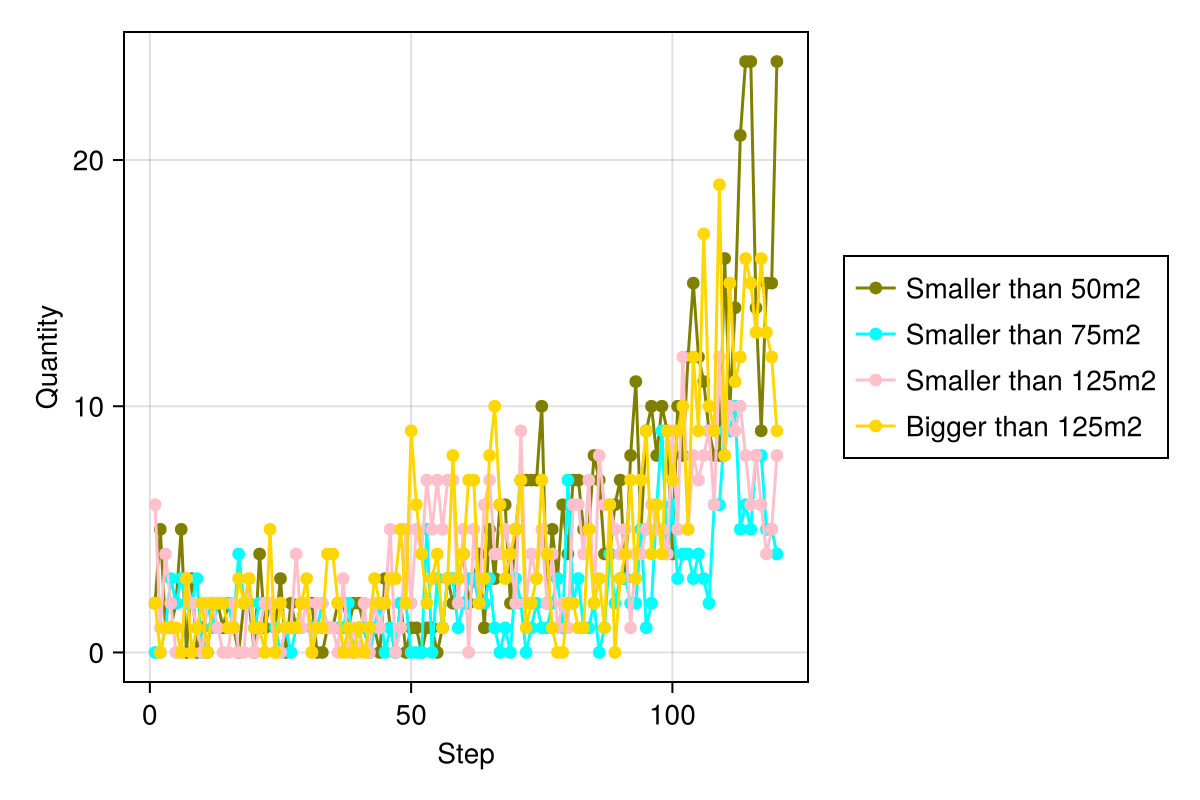 Quantity
20
10
0
0 50 100
Step
Smaller than 50m2
Smaller than 75m2
Smaller than 125m2
Bigger than 125m2